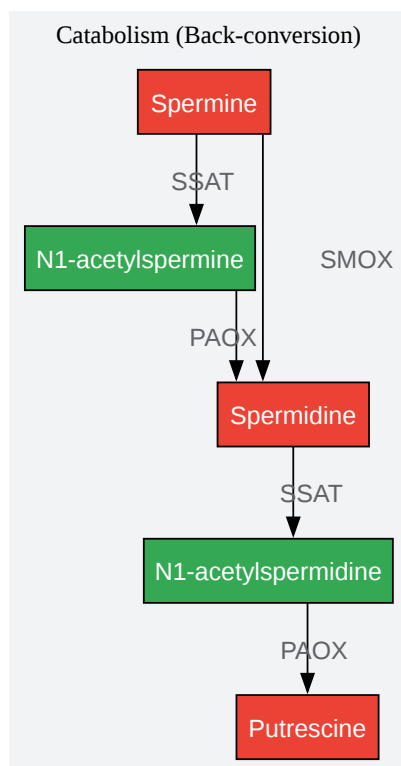 Catabolism (Back-conversion)
Spermine
SSAT
N1-acetylspermine
SMOX
PAOX
Spermidine
SSAT
N1-acetylspermidine
PAOX
Putrescine